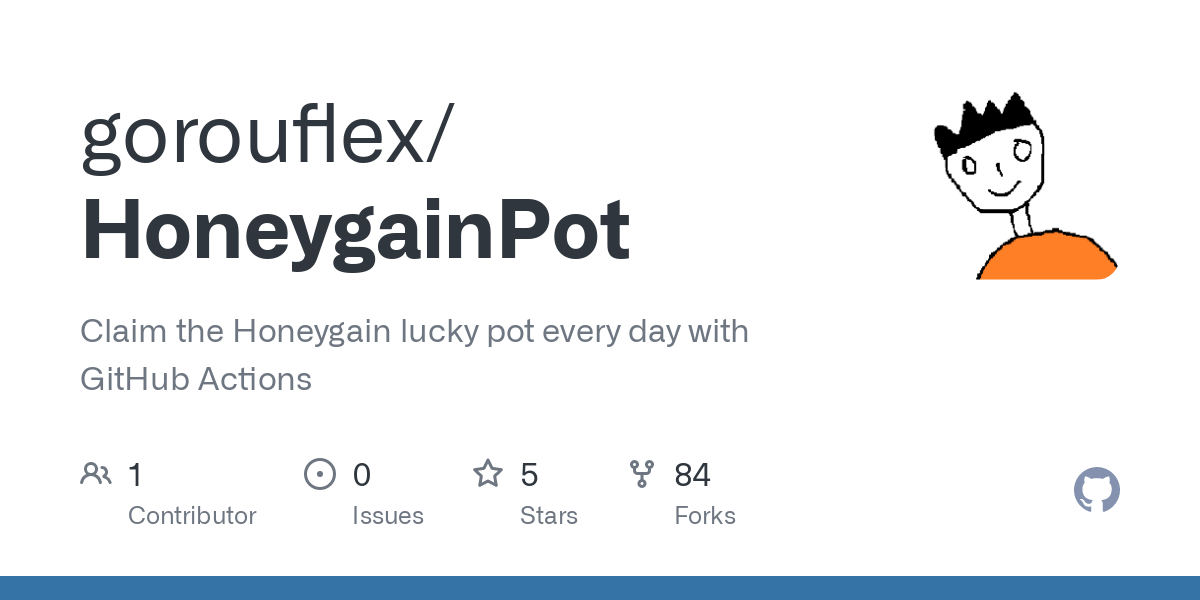 gorouflex/
HoneygainPot
Claim the Honeygain lucky pot every day with
GitHub Actions
1
Contributor
0
Issues
5
Stars
84
Forks